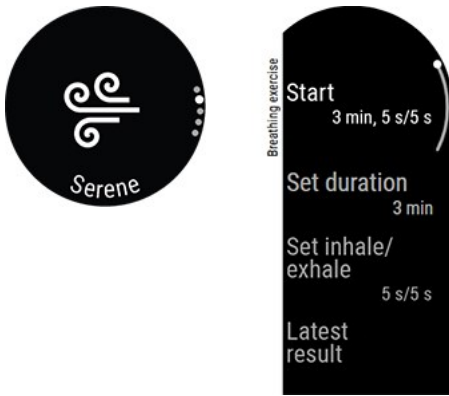 Serene
Breathing exercise
Start
3 min, 5 s/5 s
Set duration
3 min
Set inhale/
exhale
5 s/5 s
Latest
result